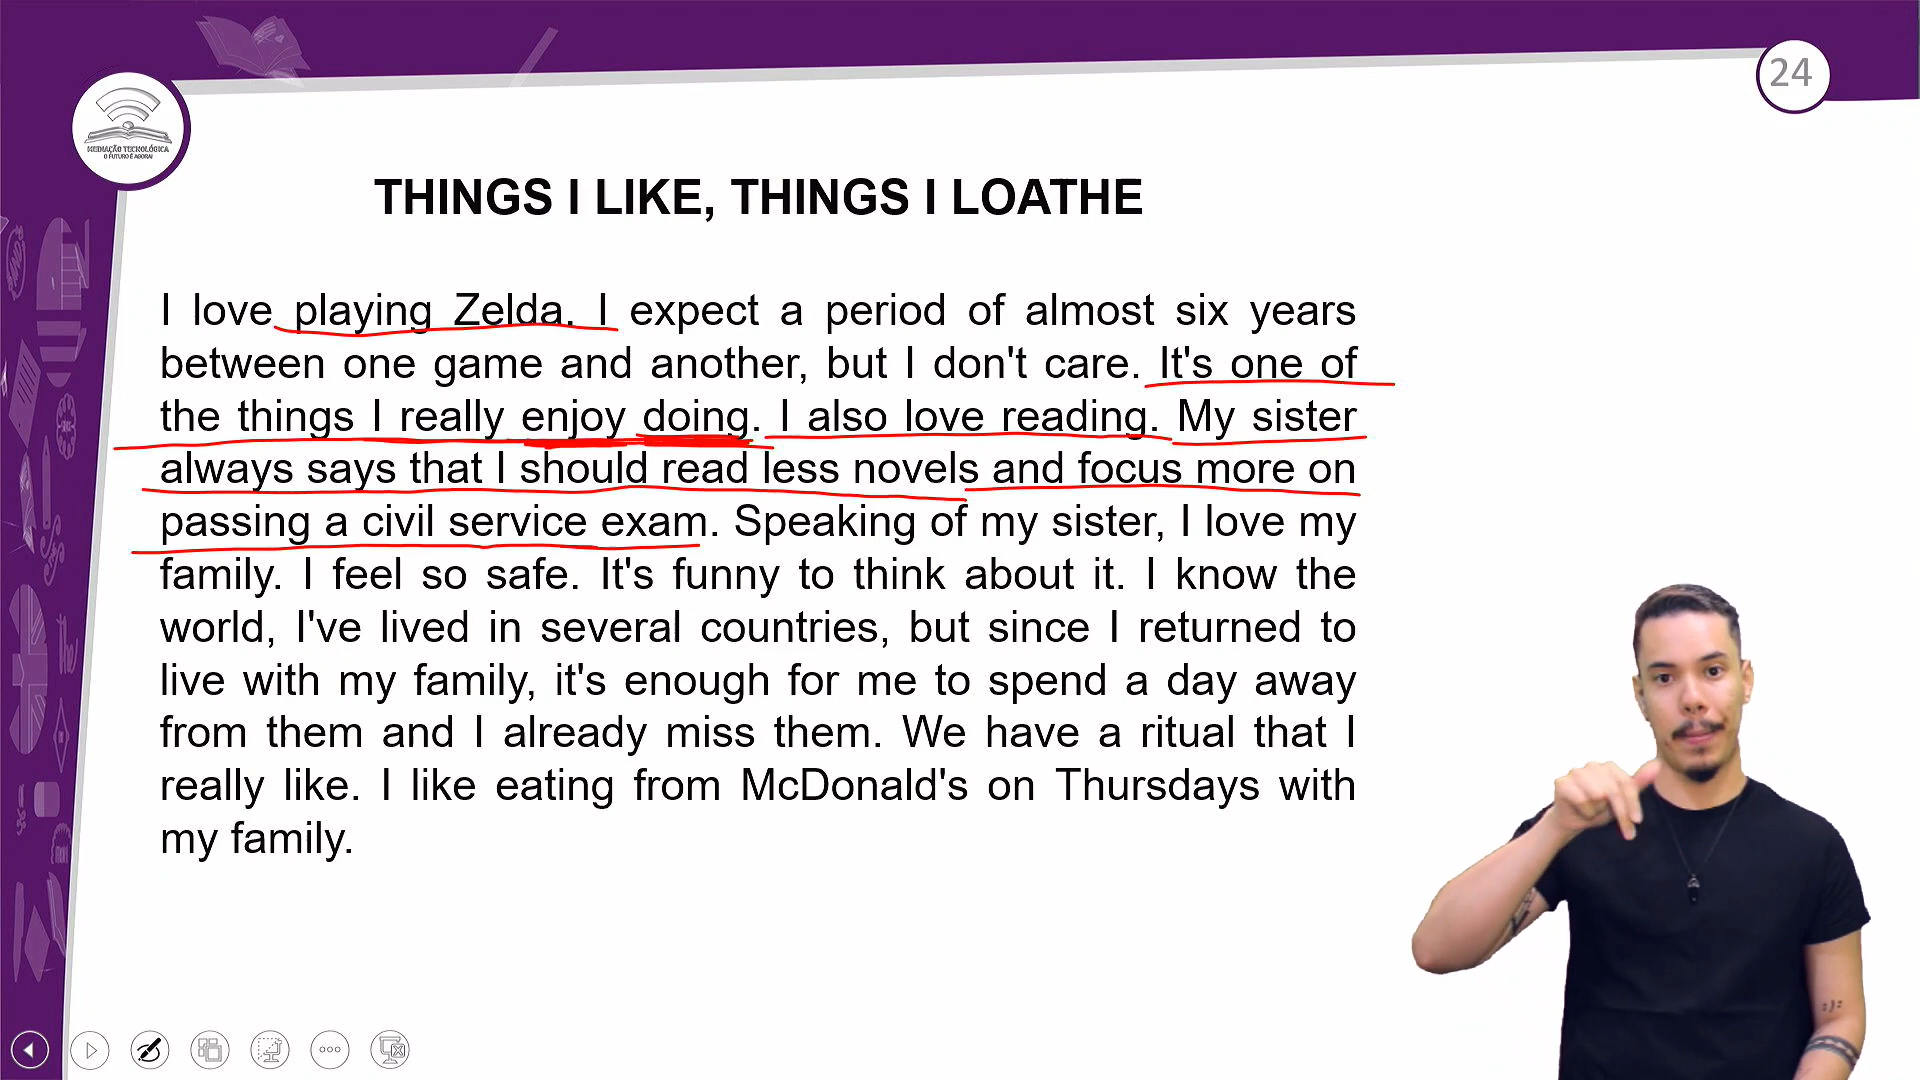 24
MEDIAÇÃO TECNOLÓGICA
O FUTURO É AGORA!
THINGS I LIKE, THINGS I LOATHE
I love playing Zelda. I expect a period of almost six years
between one game and another, but I don't care. It's one of
the things I really enjoy doing. I also love reading. My sister
always says that I should read less novels and focus more on
passing a civil service exam. Speaking of my sister, I love my
family. I feel so safe. It's funny to think about it. I know the
world, I've lived in several countries, but since I returned to
live with my family, it's enough for me to spend a day away
from them and I already miss them. We have a ritual that I
really like. I like eating from McDonald's on Thursdays with
my family.